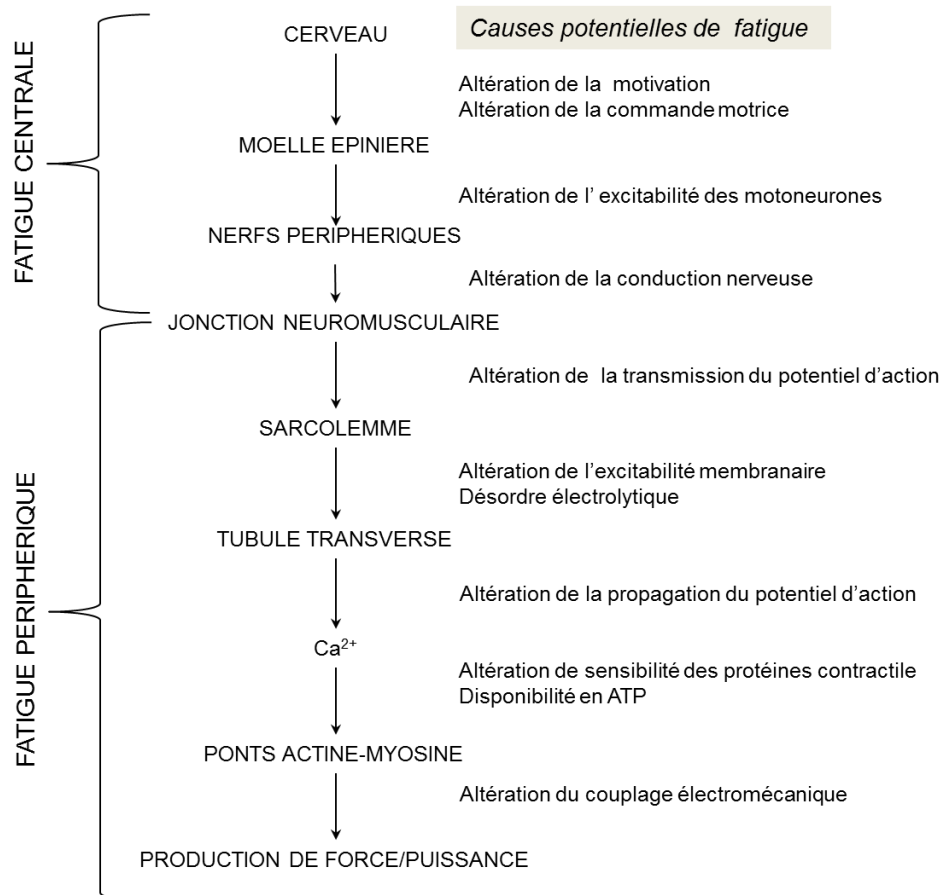 CERVEAU
Causes potentielles de fatigue
Altération de la motivation
Altération de la commande motrice
MOELLE EPINIERE
Altération de l’ excitabilité des motoneurones
NERFS PERIPHERIQUES
Altération de la conduction nerveuse
JONCTION NEUROMUSCULAIRE
Altération de la transmission du potentiel d’action
SARCOLEMME
Altération de l’excitabilité membranaire
Désordre électrolytique
TUBULE TRANSVERSE
Altération de la propagation du potentiel d’action
Ca²⁺
Altération de sensibilité des protéines contractile
Disponibilité en ATP
PONTS ACTINE-MYOSINE
Altération du couplage électromécanique
PRODUCTION DE FORCE/PUISSANCE
FATIGUE CENTRALE
FATIGUE PERIPHERIQUE